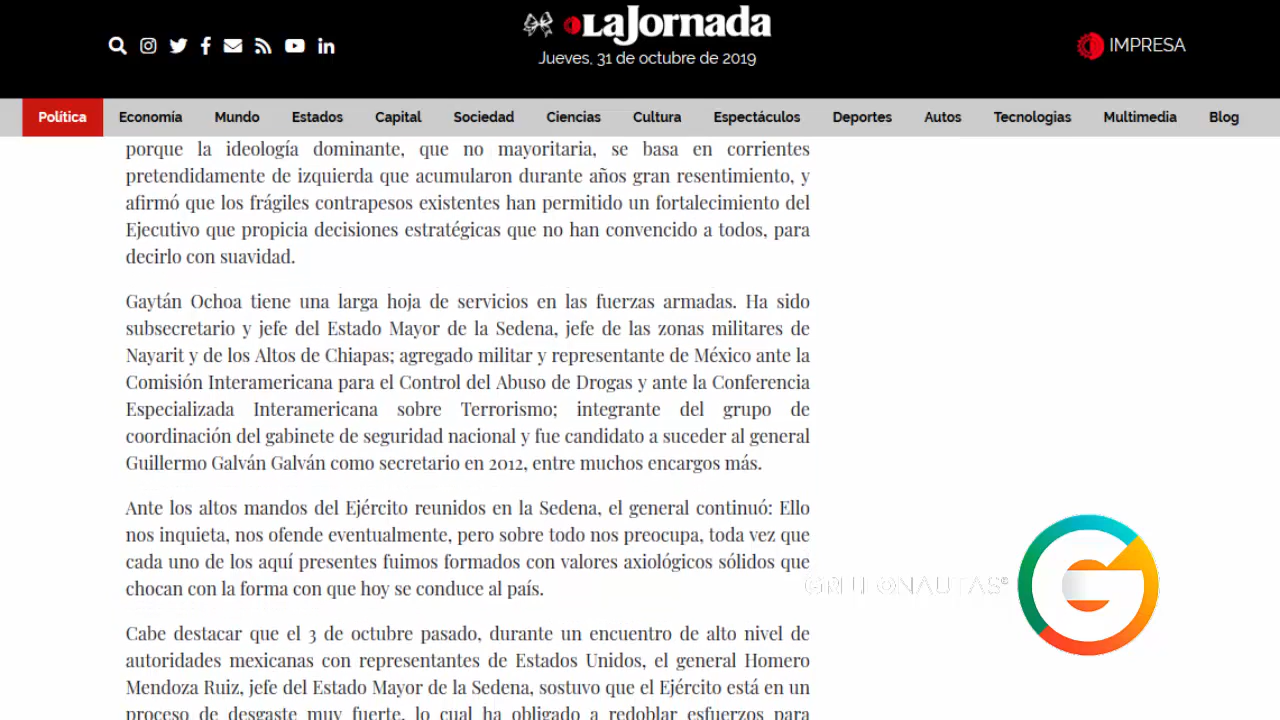 La Jornada
Jueves, 31 de octubre de 2019
IMPRESA
Política Economía Mundo Estados Capital Sociedad Ciencias Cultura Espectáculos Deportes Autos Tecnologias Multimedia Blog
porque la ideología dominante, que no mayoritaria, se basa en corrientes
pretendidamente de izquierda que acumularon durante años gran resentimiento, y
afirmó que los frágiles contrapesos existentes han permitido un fortalecimiento del
Ejecutivo que propicia decisiones estratégicas que no han convencido a todos, para
decirlo con suavidad.
Gaytán Ochoa tiene una larga hoja de servicios en las fuerzas armadas. Ha sido
subsecretario y jefe del Estado Mayor de la Sedena, jefe de las zonas militares de
Nayarit y de los Altos de Chiapas; agregado militar y representante de México ante la
Comisión Interamericana para el Control del Abuso de Drogas y ante la Conferencia
Especializada Interamericana sobre Terrorismo; integrante del grupo de
coordinación del gabinete de seguridad nacional y fue candidato a suceder al general
Guillermo Galván Galván como secretario en 2012, entre muchos encargos más.
Ante los altos mandos del Ejército reunidos en la Sedena, el general continuó: Ello
nos inquieta, nos ofende eventualmente, pero sobre todo nos preocupa, toda vez que
cada uno de los aquí presentes fuimos formados con valores axiológicos sólidos que
chocan con la forma con que hoy se conduce al país.
GRILLONAUTAS®
Cabe destacar que el 3 de octubre pasado, durante un encuentro de alto nivel de
autoridades mexicanas con representantes de Estados Unidos, el general Homero
Mendoza Ruiz, jefe del Estado Mayor de la Sedena, sostuvo que el Ejército está en un
proceso de desgaste muy fuerte, lo cual ha obligado a redoblar esfuerzos para